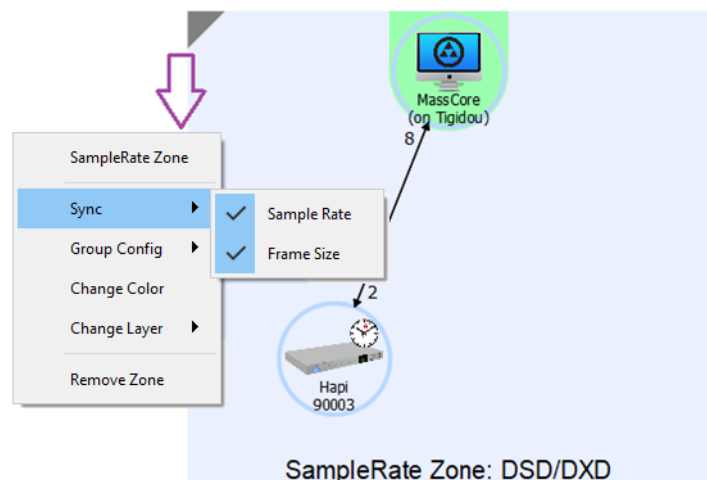 MassCore
(on Tigidou)
8
SampleRate Zone
Sync
Sample Rate
Group Config
Frame Size
Change Color
Change Layer
2
Remove Zone
Hapi
90003
SampleRate Zone: DSD/DXD